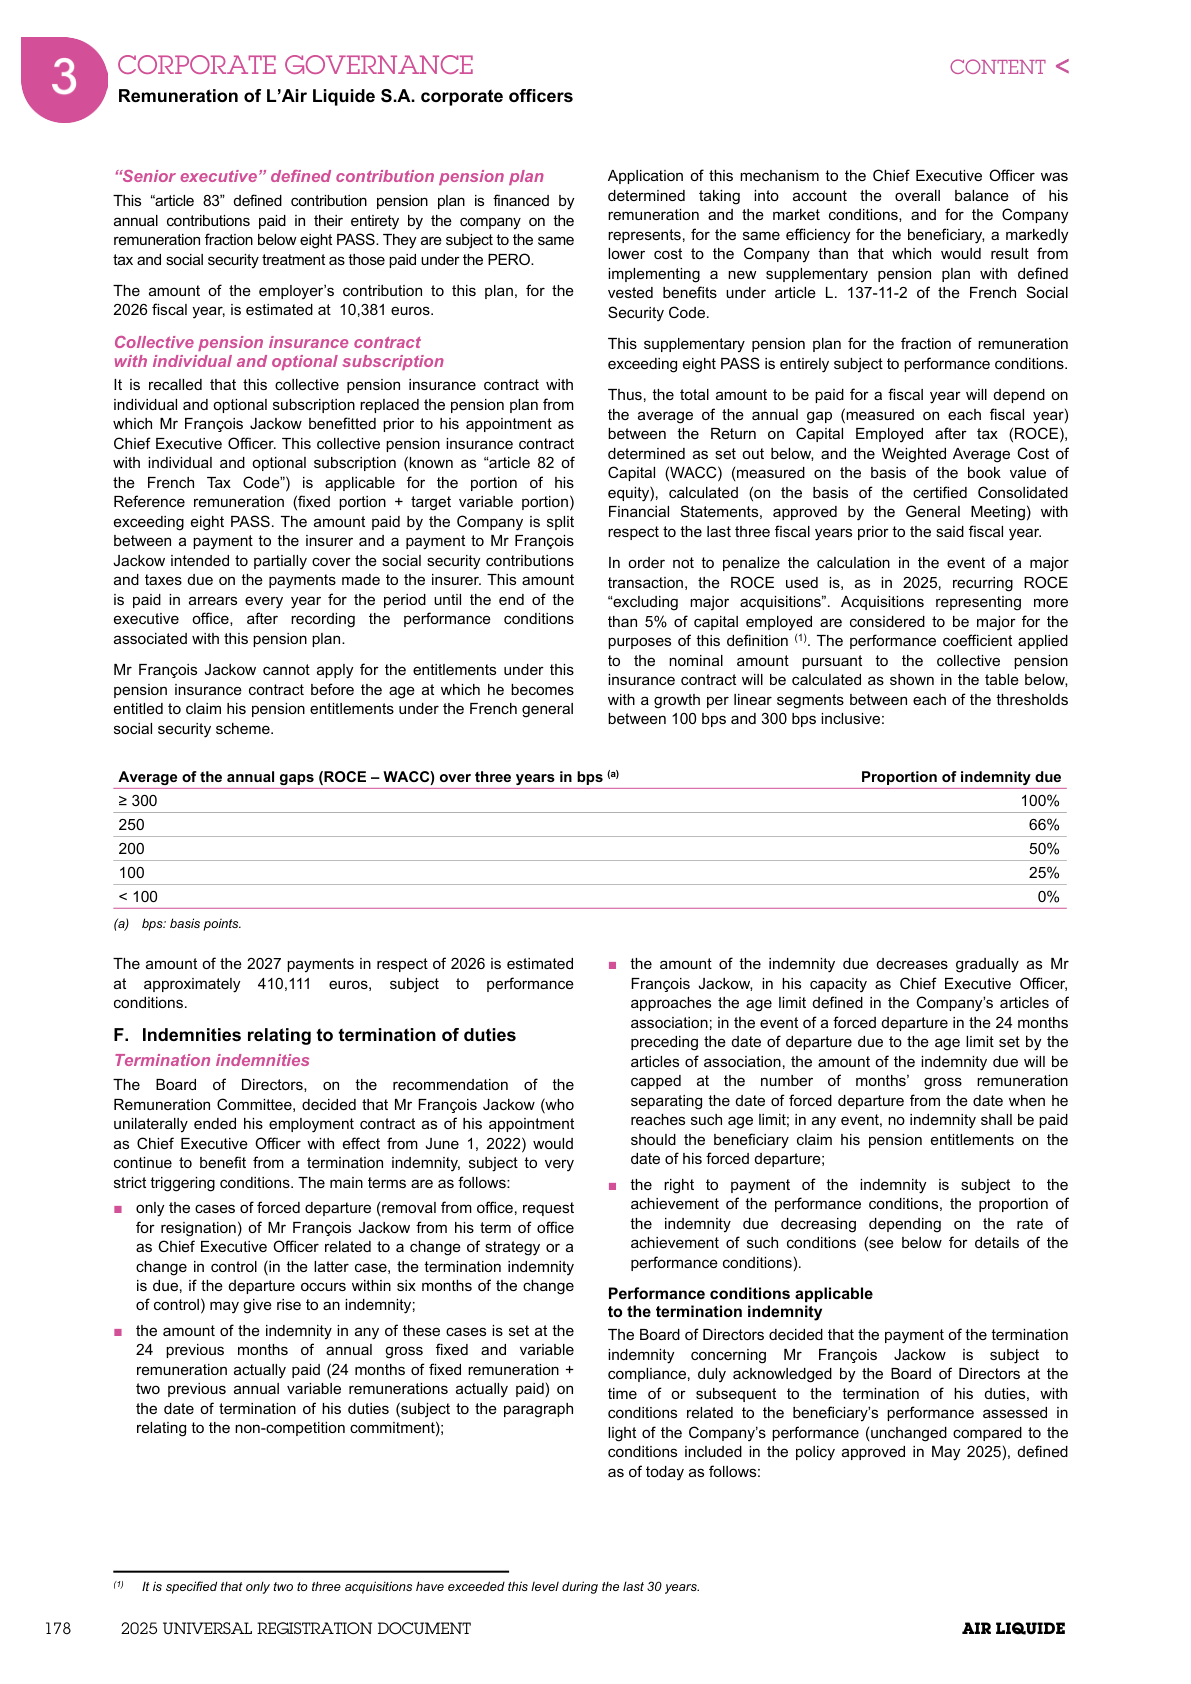 3
CORPORATE GOVERNANCE
CONTENT <
Remuneration of L’Air Liquide S.A. corporate officers
“Senior executive” defined contribution pension plan
This “article 83” defined contribution pension plan is financed by
annual contributions paid in their entirety by the company on the
remuneration fraction below eight PASS. They are subject to the same
tax and social security treatment as those paid under the PERO.
The amount of the employer’s contribution to this plan, for the
2026 fiscal year, is estimated at 10,381 euros.
Collective pension insurance contract
with individual and optional subscription
It is recalled that this collective pension insurance contract with
individual and optional subscription replaced the pension plan from
which Mr François Jackow benefitted prior to his appointment as
Chief Executive Officer. This collective pension insurance contract
with individual and optional subscription (known as “article 82 of
the French Tax Code”) is applicable for the portion of his
Reference remuneration (fixed portion + target variable portion)
exceeding eight PASS. The amount paid by the Company is split
between a payment to the insurer and a payment to Mr François
Jackow intended to partially cover the social security contributions
and taxes due on the payments made to the insurer. This amount
is paid in arrears every year for the period until the end of the
executive office, after recording the performance conditions
associated with this pension plan.
Mr François Jackow cannot apply for the entitlements under this
pension insurance contract before the age at which he becomes
entitled to claim his pension entitlements under the French general
social security scheme.
Application of this mechanism to the Chief Executive Officer was
determined taking into account the overall balance of his
remuneration and the market conditions, and for the Company
represents, for the same efficiency for the beneficiary, a markedly
lower cost to the Company than that which would result from
implementing a new supplementary pension plan with defined
vested benefits under article L. 137-11-2 of the French Social
Security Code.
This supplementary pension plan for the fraction of remuneration
exceeding eight PASS is entirely subject to performance conditions.
Thus, the total amount to be paid for a fiscal year will depend on
the average of the annual gap (measured on each fiscal year)
between the Return on Capital Employed after tax (ROCE),
determined as set out below, and the Weighted Average Cost of
Capital (WACC) (measured on the basis of the book value of
equity), calculated (on the basis of the certified Consolidated
Financial Statements, approved by the General Meeting) with
respect to the last three fiscal years prior to the said fiscal year.
In order not to penalize the calculation in the event of a major
transaction, the ROCE used is, as in 2025, recurring ROCE
“excluding major acquisitions”. Acquisitions representing more
than 5% of capital employed are considered to be major for the
purposes of this definition (1). The performance coefficient applied
to the nominal amount pursuant to the collective pension
insurance contract will be calculated as shown in the table below,
with a growth per linear segments between each of the thresholds
between 100 bps and 300 bps inclusive:
Average of the annual gaps (ROCE – WACC) over three years in bps (a) Proportion of indemnity due
≥ 300 100%
250 66%
200 50%
100 25%
< 100 0%
(a) bps: basis points.
The amount of the 2027 payments in respect of 2026 is estimated
at approximately 410,111 euros, subject to performance
conditions.
F. Indemnities relating to termination of duties
Termination indemnities
The Board of Directors, on the recommendation of the
Remuneration Committee, decided that Mr François Jackow (who
unilaterally ended his employment contract as of his appointment
as Chief Executive Officer with effect from June 1, 2022) would
continue to benefit from a termination indemnity, subject to very
strict triggering conditions. The main terms are as follows:
■ only the cases of forced departure (removal from office, request
for resignation) of Mr François Jackow from his term of office
as Chief Executive Officer related to a change of strategy or a
change in control (in the latter case, the termination indemnity
is due, if the departure occurs within six months of the change
of control) may give rise to an indemnity;
■ the amount of the indemnity in any of these cases is set at the
24 previous months of annual gross fixed and variable
remuneration actually paid (24 months of fixed remuneration +
two previous annual variable remunerations actually paid) on
the date of termination of his duties (subject to the paragraph
relating to the non-competition commitment);
■ the amount of the indemnity due decreases gradually as Mr
François Jackow, in his capacity as Chief Executive Officer,
approaches the age limit defined in the Company’s articles of
association; in the event of a forced departure in the 24 months
preceding the date of departure due to the age limit set by the
articles of association, the amount of the indemnity due will be
capped at the number of months’ gross remuneration
separating the date of forced departure from the date when he
reaches such age limit; in any event, no indemnity shall be paid
should the beneficiary claim his pension entitlements on the
date of his forced departure;
■ the right to payment of the indemnity is subject to the
achievement of the performance conditions, the proportion of
the indemnity due decreasing depending on the rate of
achievement of such conditions (see below for details of the
performance conditions).
Performance conditions applicable
to the termination indemnity
The Board of Directors decided that the payment of the termination
indemnity concerning Mr François Jackow is subject to
compliance, duly acknowledged by the Board of Directors at the
time of or subsequent to the termination of his duties, with
conditions related to the beneficiary’s performance assessed in
light of the Company’s performance (unchanged compared to the
conditions included in the policy approved in May 2025), defined
as of today as follows:
(1) It is specified that only two to three acquisitions have exceeded this level during the last 30 years.
178 2025 UNIVERSAL REGISTRATION DOCUMENT AIR LIQUIDE